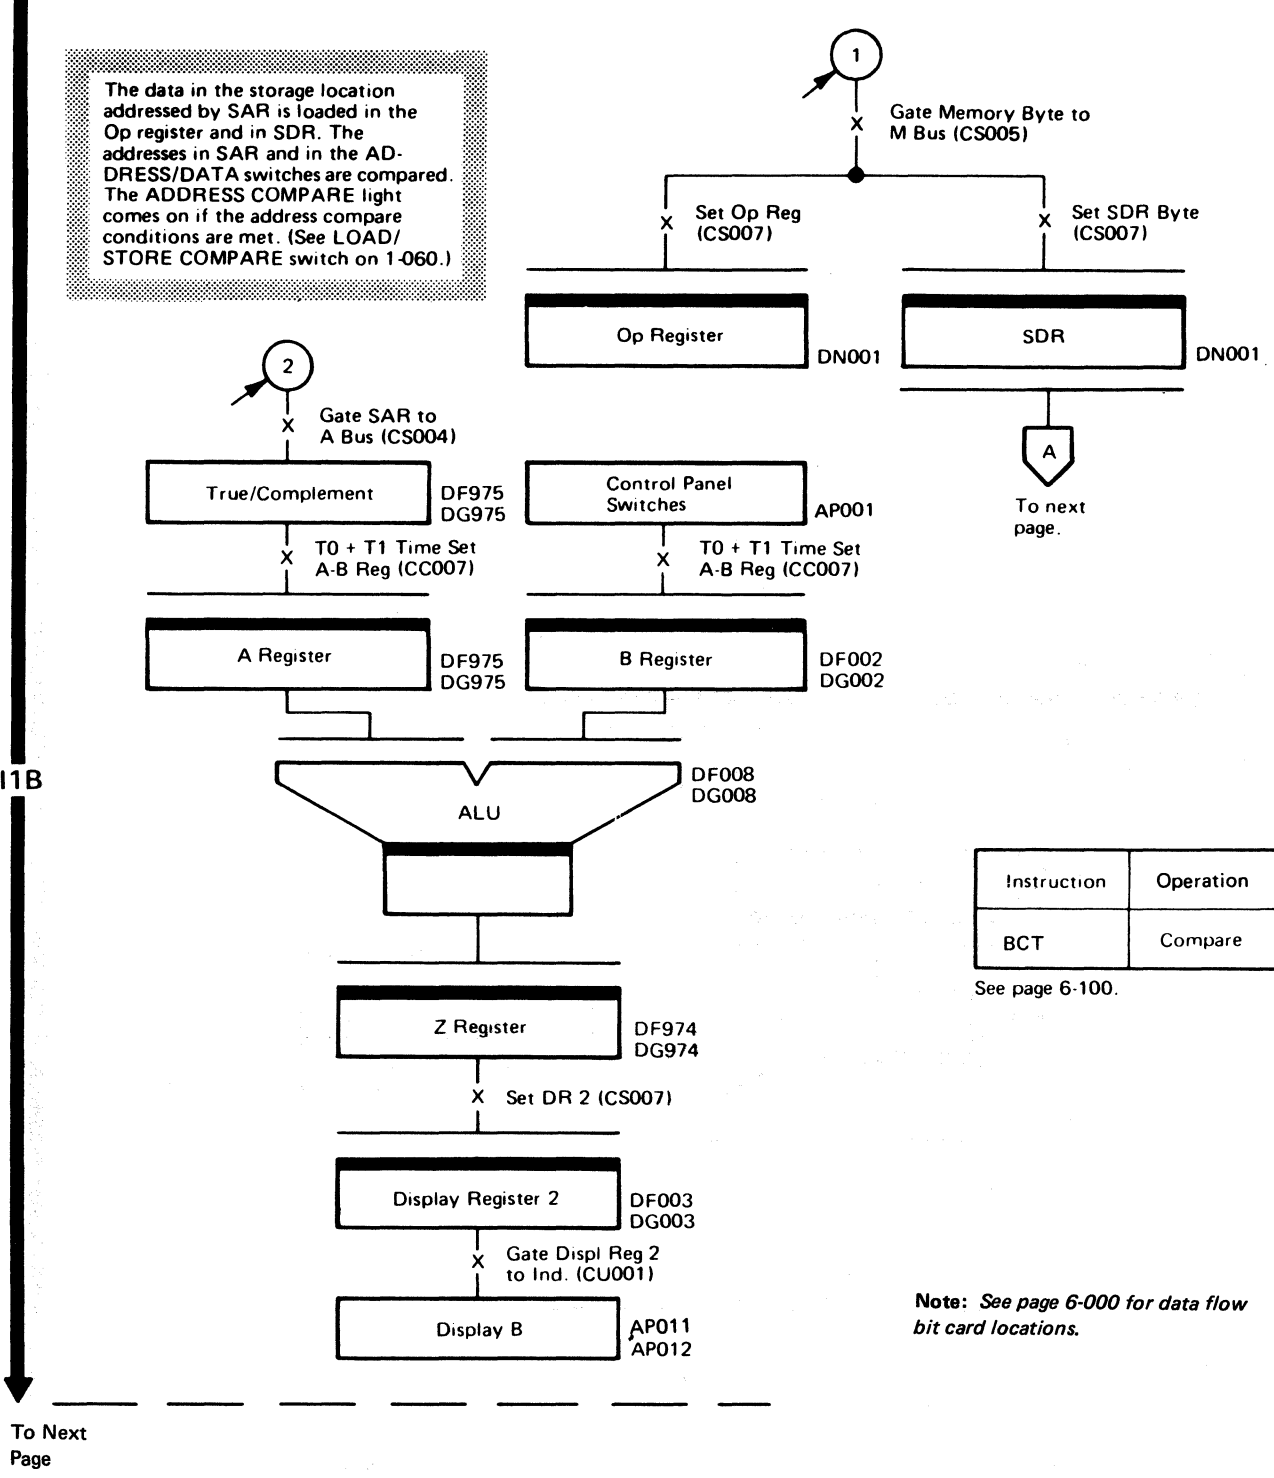 The data in the storage location
addressed by SAR is loaded in the
Op register and in SDR. The
addresses in SAR and in the AD-
DRESS/DATA switches are compared.
The ADDRESS COMPARE light
comes on if the address compare
conditions are met. (See LOAD/
STORE COMPARE switch on 1-060.)
1
Gate Memory Byte to
M Bus (CS005)
X
Set Op Reg
(CS007)
X
Set SDR Byte
(CS007)
X
Op Register
DN001
SDR
DN001
A
To next
page.
2
Gate SAR to
A Bus (CS004)
X
True/Complement
DF975
DG975
Control Panel
Switches
AP001
T0 + T1 Time Set
A-B Reg (CC007)
X
T0 + T1 Time Set
A-B Reg (CC007)
X
A Register
DF975
DG975
B Register
DF002
DG002
I1B
ALU
DF008
DG008
Instruction Operation
BCT Compare
See page 6-100.
Z Register
DF974
DG974
X Set DR 2 (CS007)
Display Register 2
DF003
DG003
Gate Displ Reg 2
to Ind. (CU001)
X
Display B
AP011
AP012
Note: See page 6-000 for data flow
bit card locations.
To Next
Page